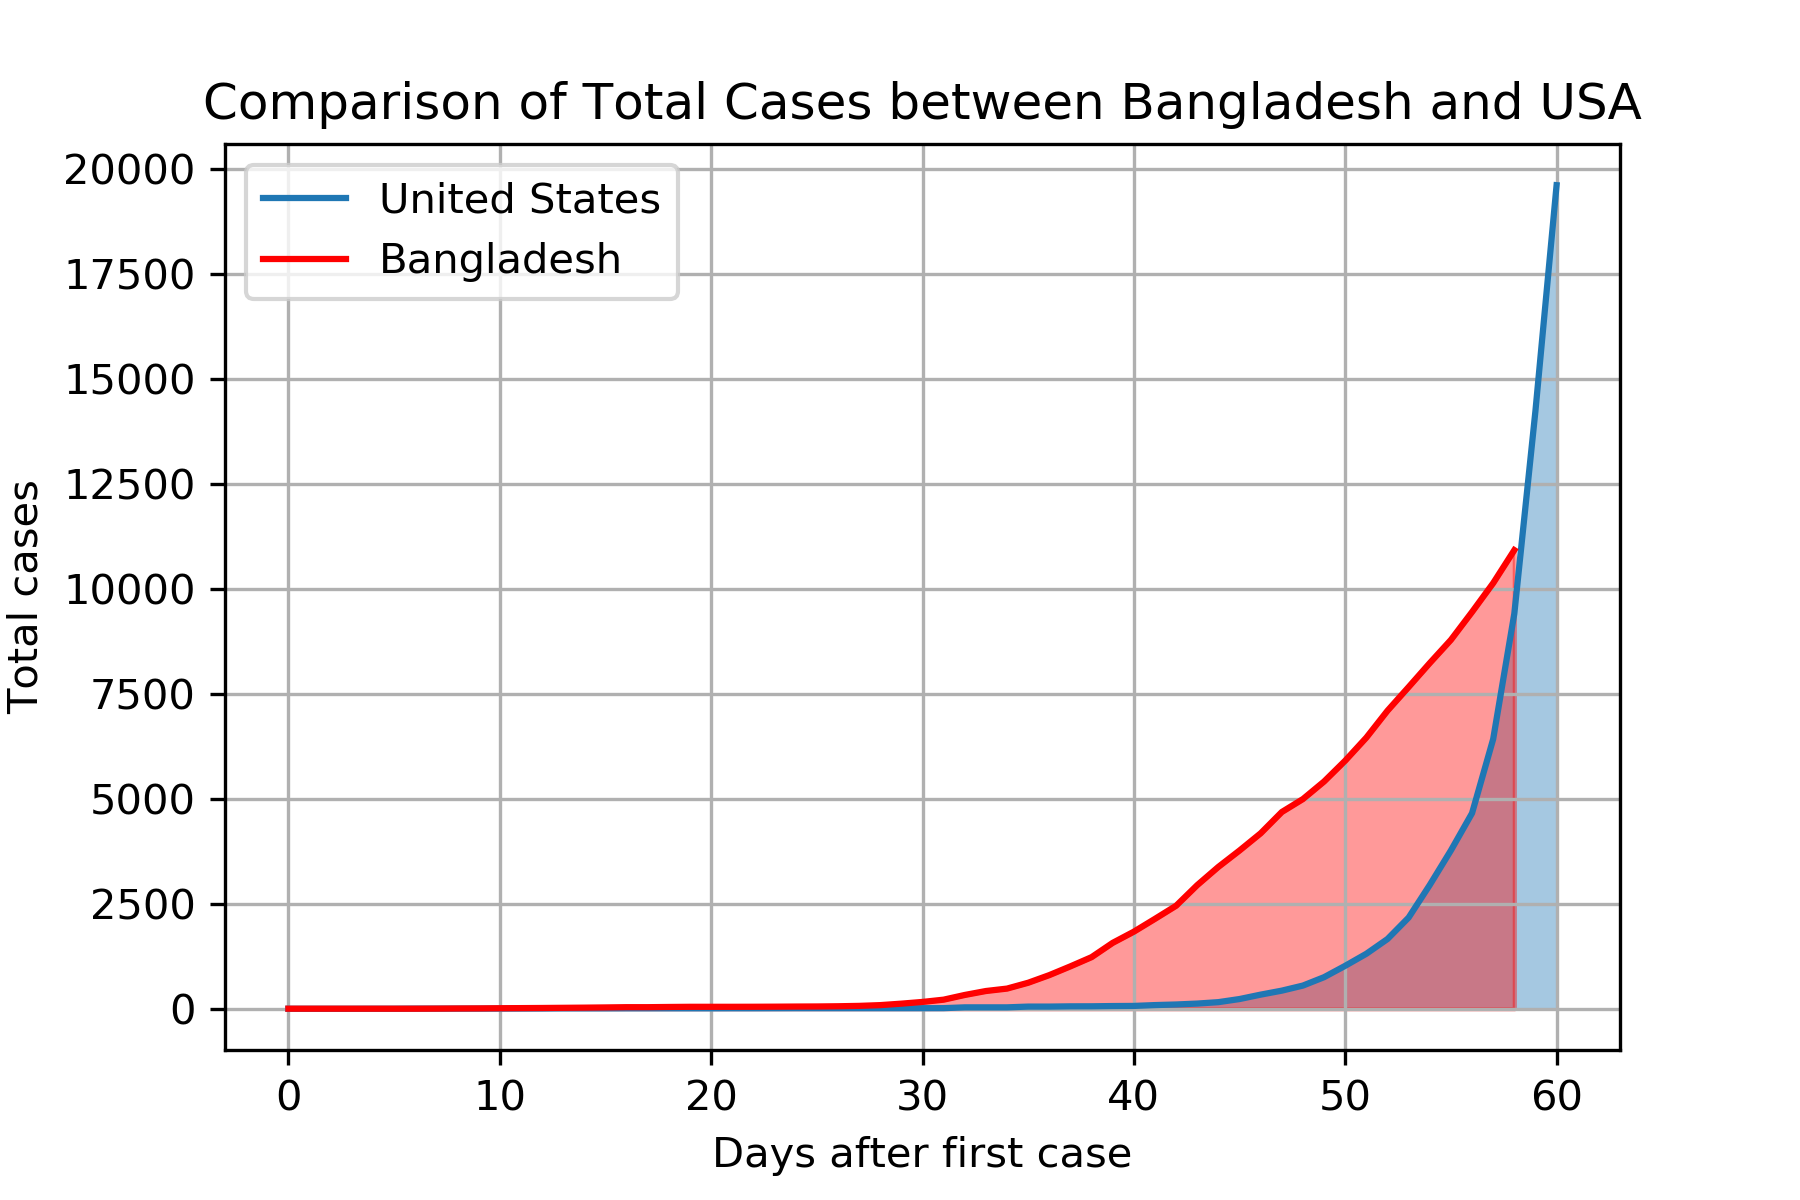 Comparison of Total Cases between Bangladesh and USA
United States
Bangladesh
20000
17500
15000
12500
10000
7500
5000
2500
0
Total cases
0 10 20 30 40 50 60
Days after first case